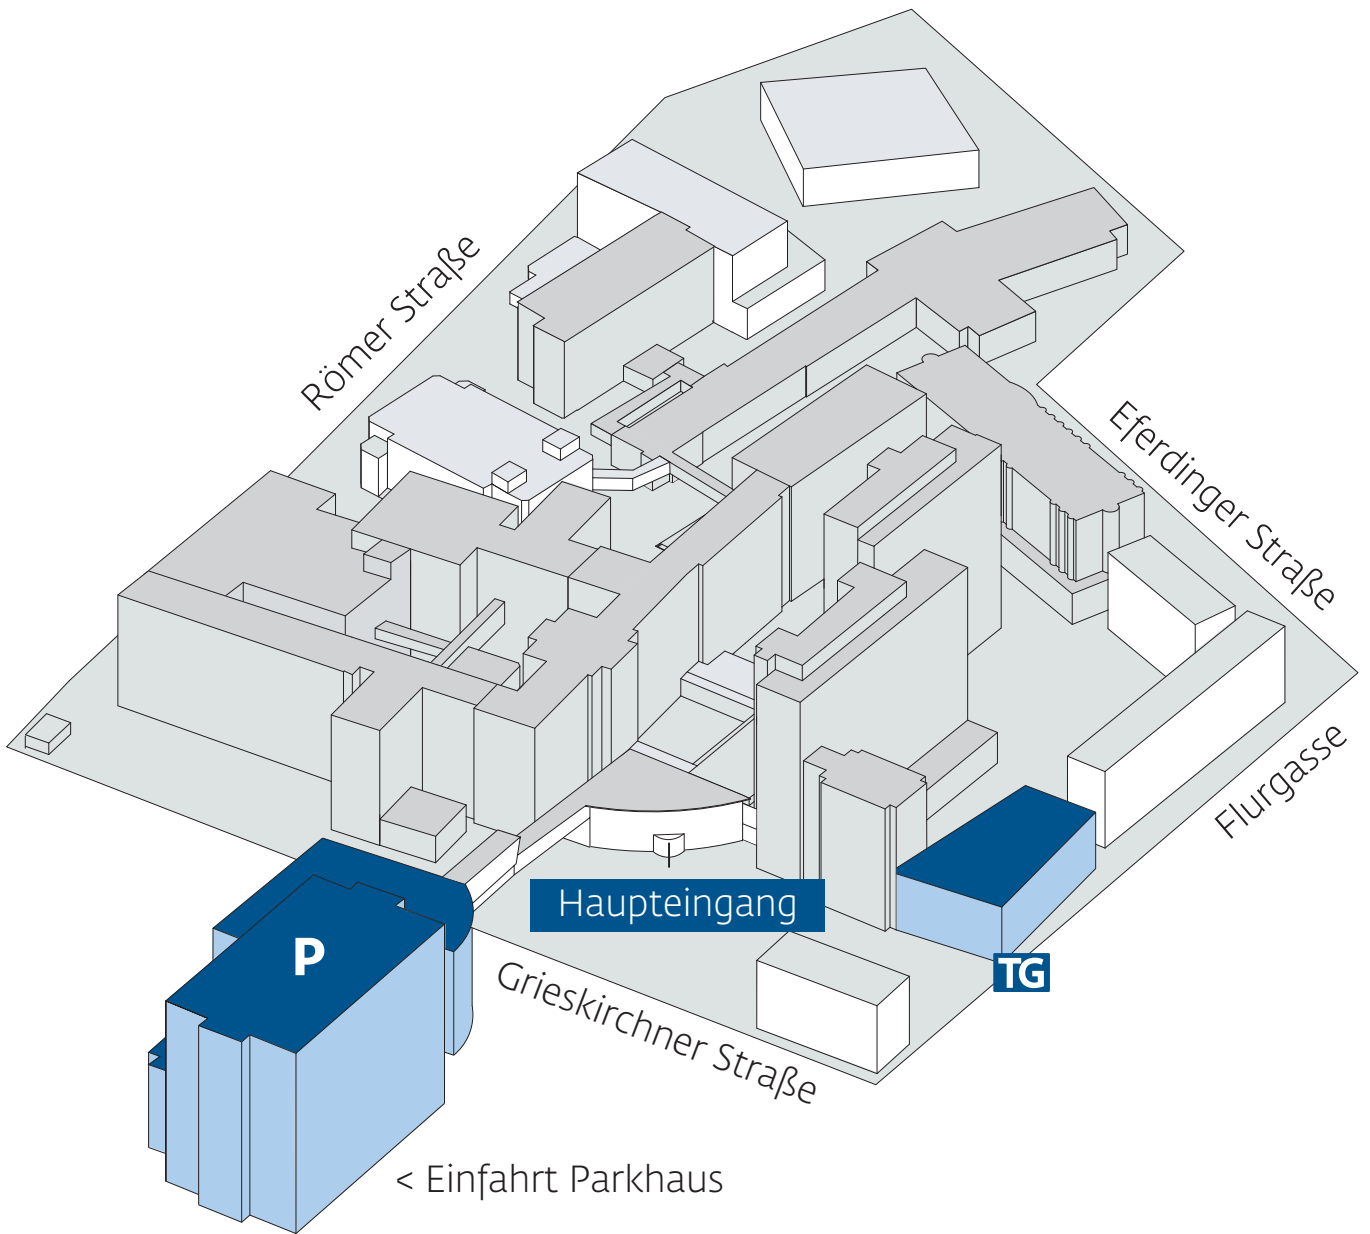 Römer Straße
Eferdinger Straße
Flurgasse
Haupteingang
P
TG
Grieskirchner Straße
< Einfahrt Parkhaus